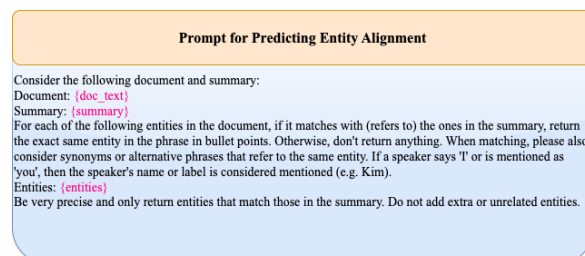 Prompt for Predicting Entity Alignment
Consider the following document and summary:
Document: {doc_text}
Summary: {summary}
For each of the following entities in the document, if it matches with (refers to) the ones in the summary, return
the exact same entity in the phrase in bullet points. Otherwise, don't return anything. When matching, please also
consider synonyms or alternative phrases that refer to the same entity. If a speaker says 'I' or is mentioned as
'you', then the speaker's name or label is considered mentioned (e.g. Kim).
Entities: {entities}
Be very precise and only return entities that match those in the summary. Do not add extra or unrelated entities.